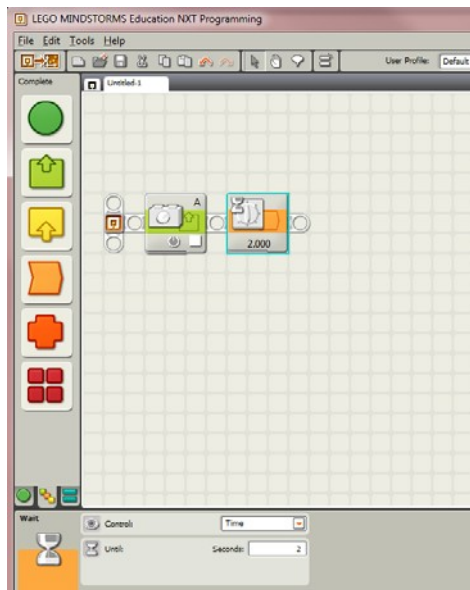 LEGO MINDSTORMS Education NXT Programming
File Edit Tools Help
User Profile: Default
Complete
Untitled-1
A
2.000
Wait
Control: Time
Until: Seconds: 2